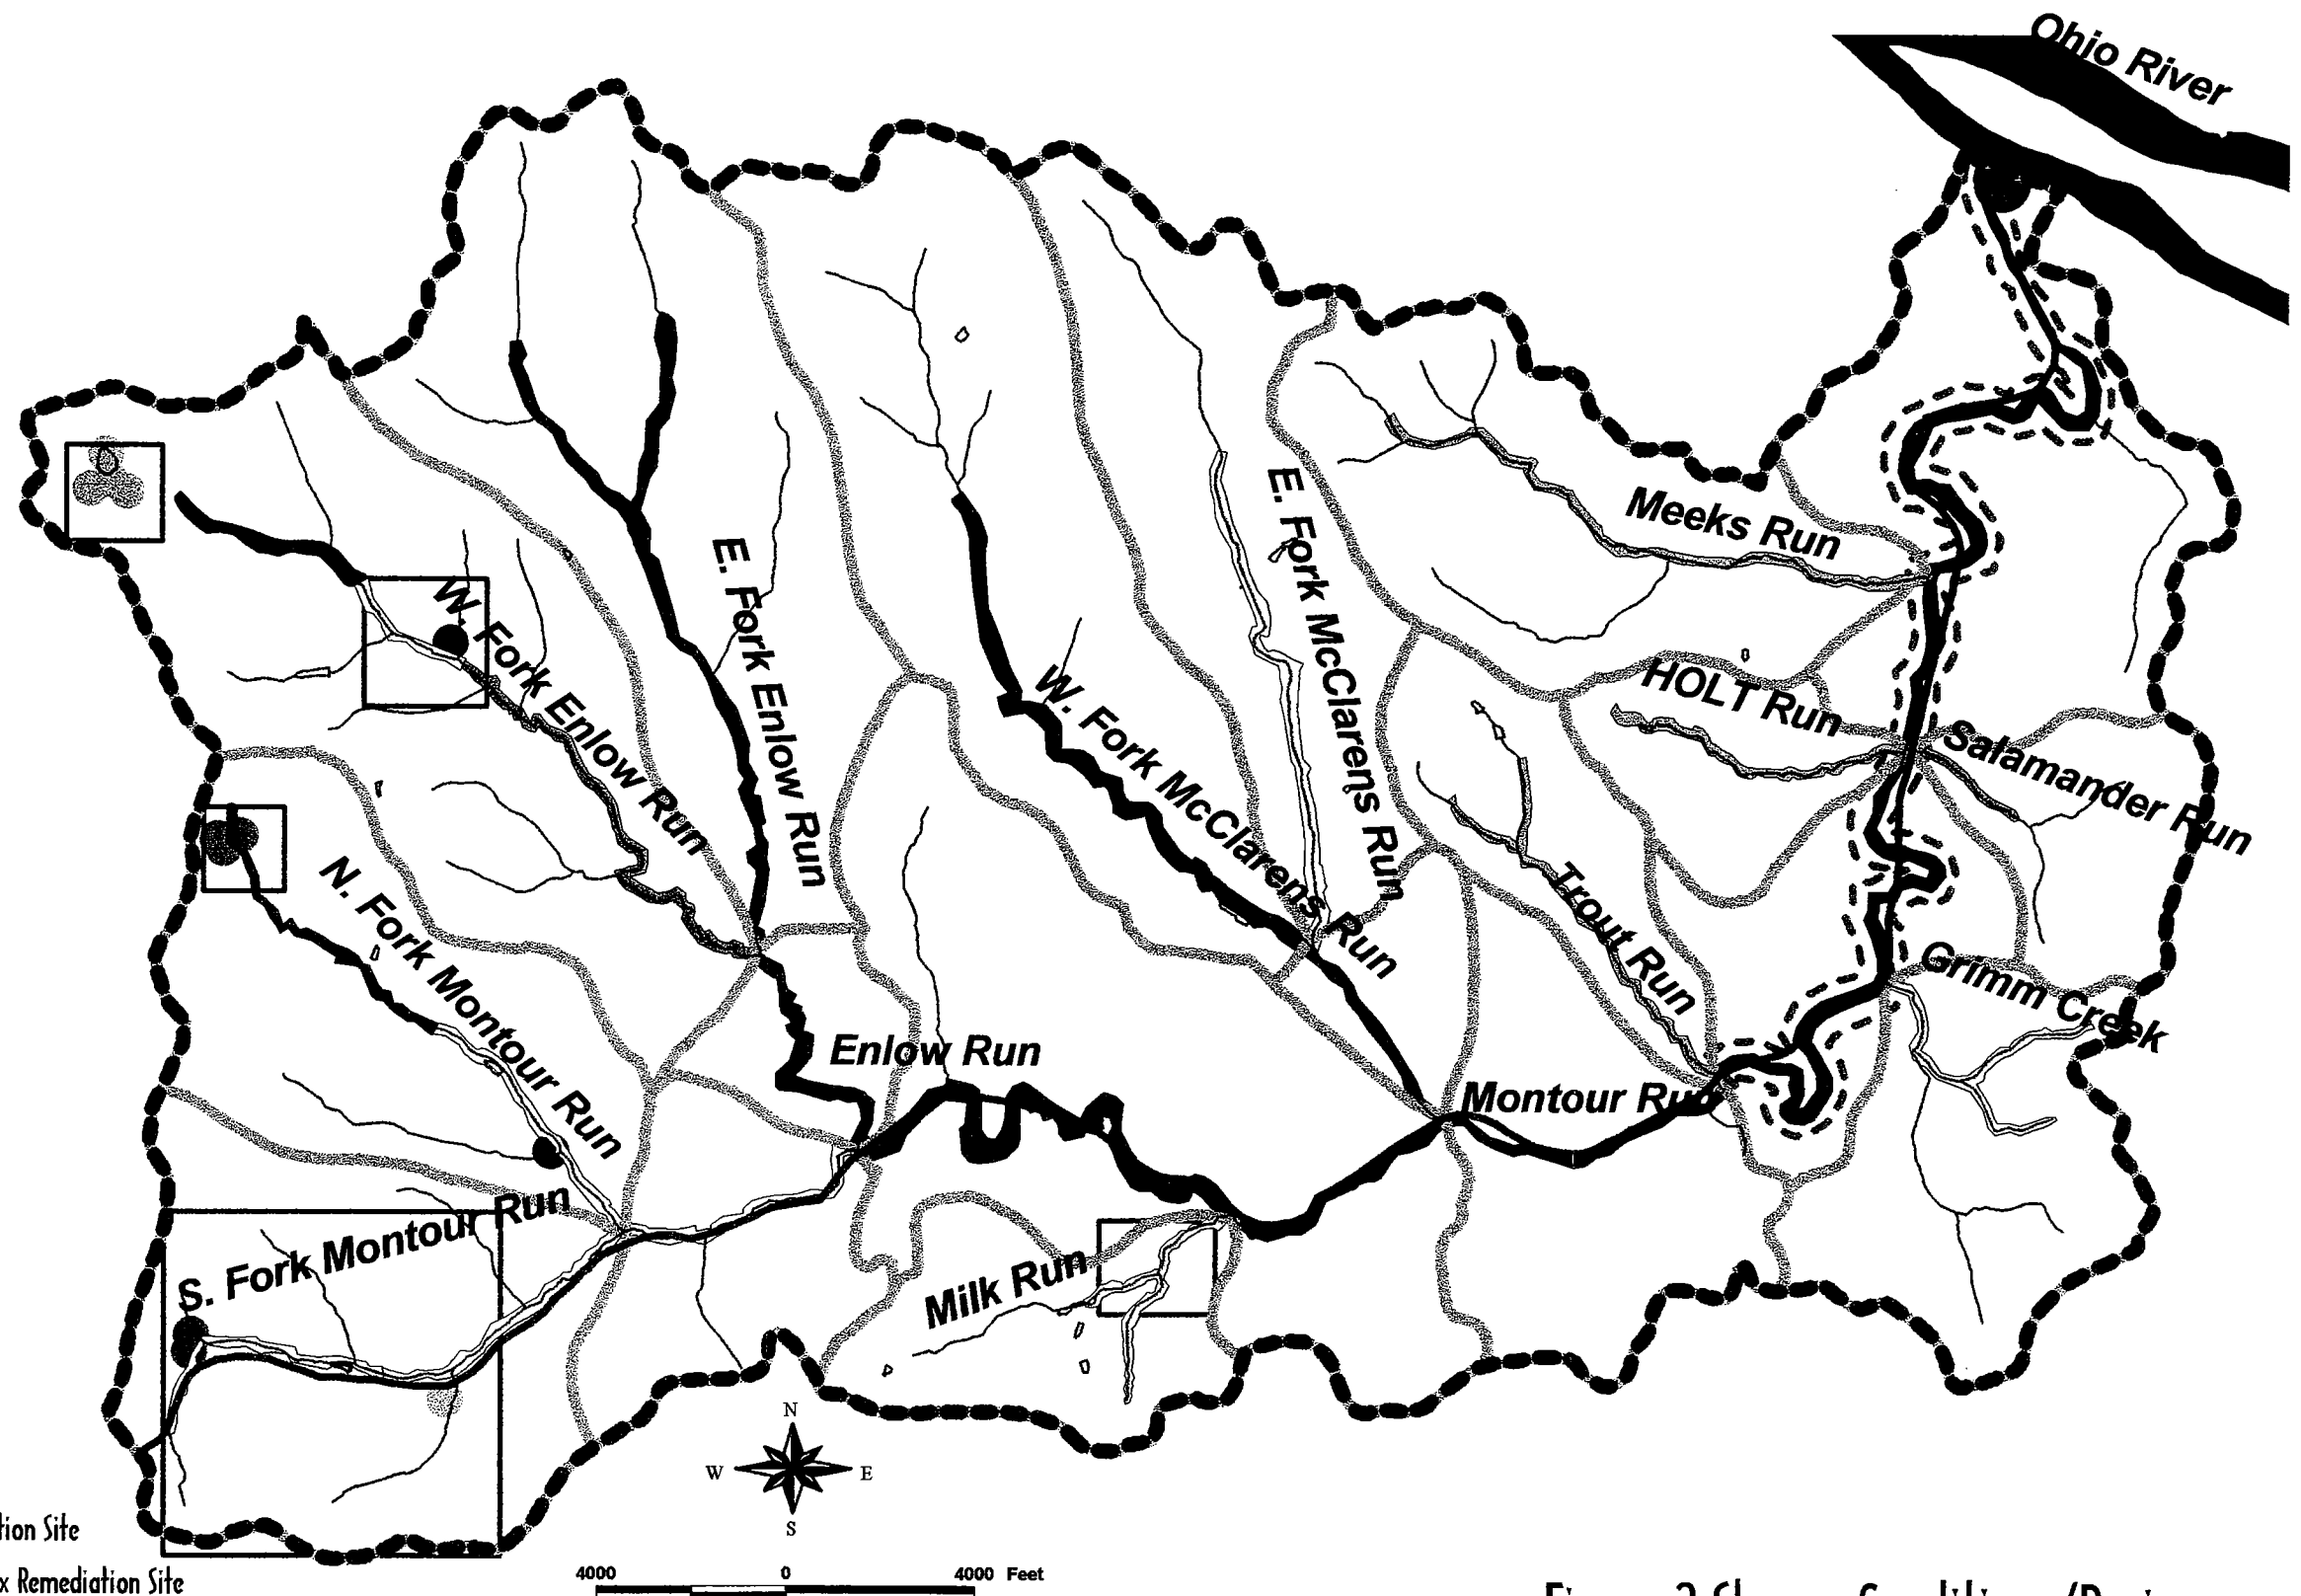 Ohio River
Meeks Run
E. Fork McClarens Run
E. Fork Enlow Run
W. Fork Enlow Run
W. Fork McClarens Run
HOLT Run
Salamander Run
Trout Run
N. Fork Montour Run
Grimm Creek
Enlow Run
Montour Run
S. Fork Montour Run
Milk Run
N
W E
S
tion Site
x Remediation Site
4000 0 4000 Feet